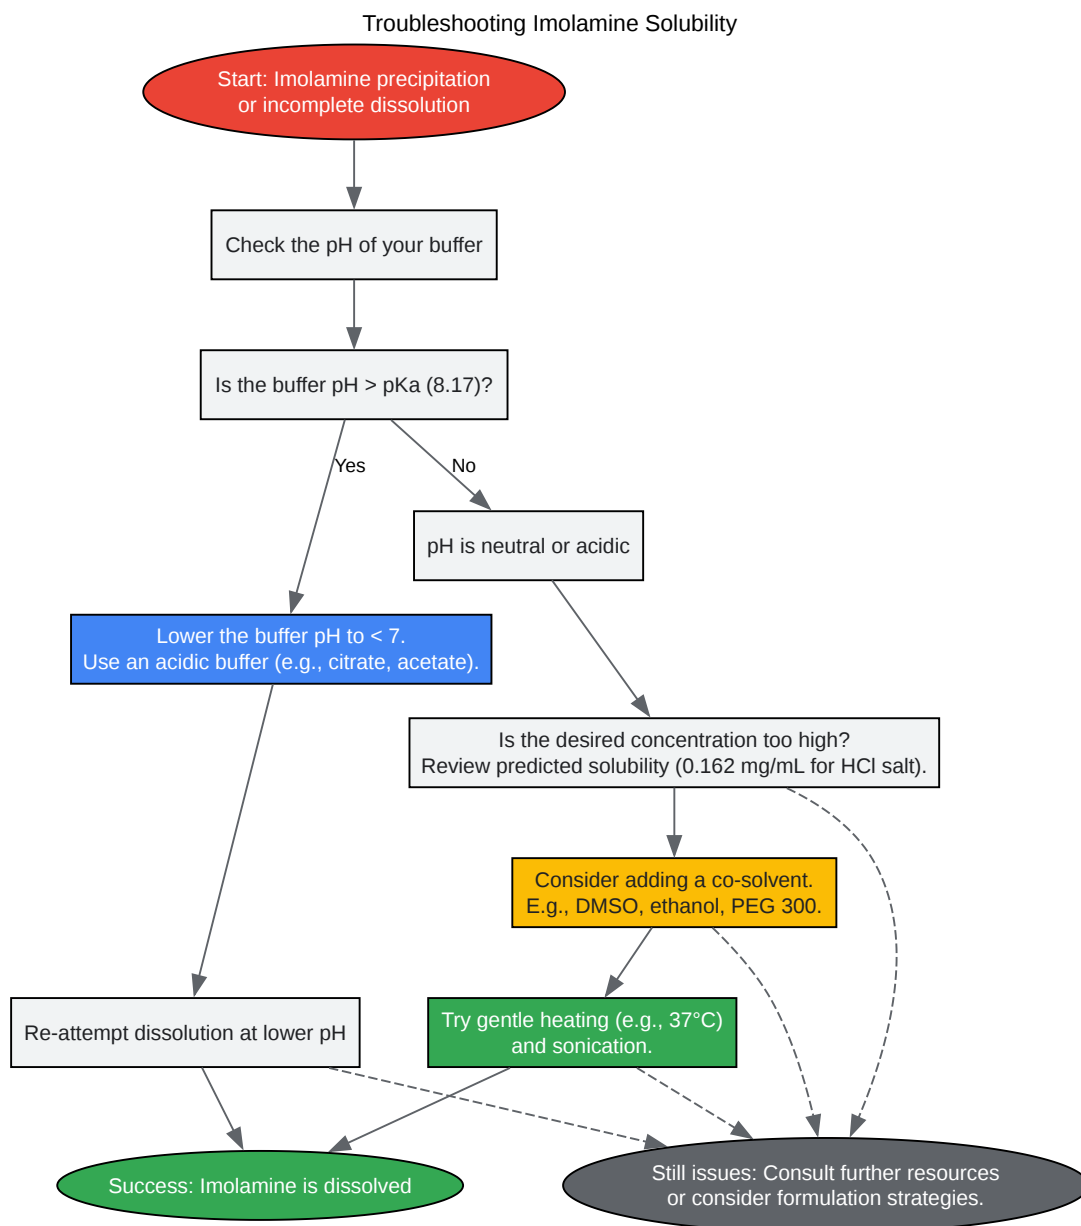 Troubleshooting Imolamine Solubility
Start: Imolamine precipitation
or incomplete dissolution
Check the pH of your buffer
Is the buffer pH > pKa (8.17)?
Yes
No
pH is neutral or acidic
Lower the buffer pH to < 7.
Use an acidic buffer (e.g., citrate, acetate).
Is the desired concentration too high?
Review predicted solubility (0.162 mg/mL for HCl salt).
Consider adding a co-solvent.
E.g., DMSO, ethanol, PEG 300.
Re-attempt dissolution at lower pH
Try gentle heating (e.g., 37°C)
and sonication.
Success: Imolamine is dissolved
Still issues: Consult further resources
or consider formulation strategies.